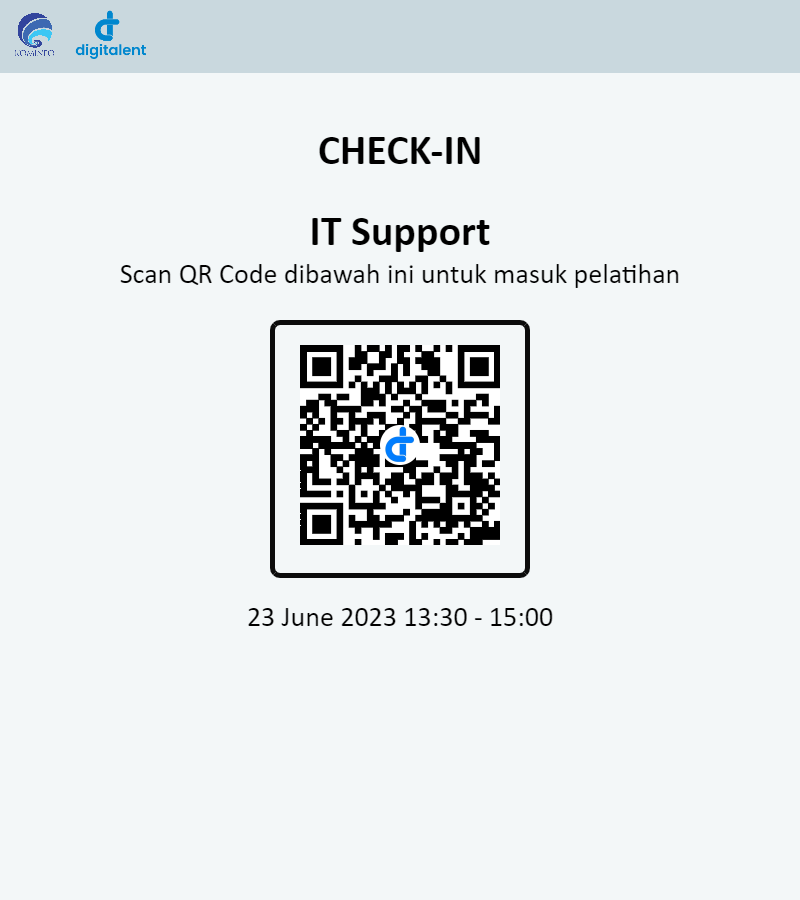 KOMINFO
digitalent
CHECK-IN
IT Support
Scan QR Code dibawah ini untuk masuk pelatihan
23 June 2023 13:30 - 15:00